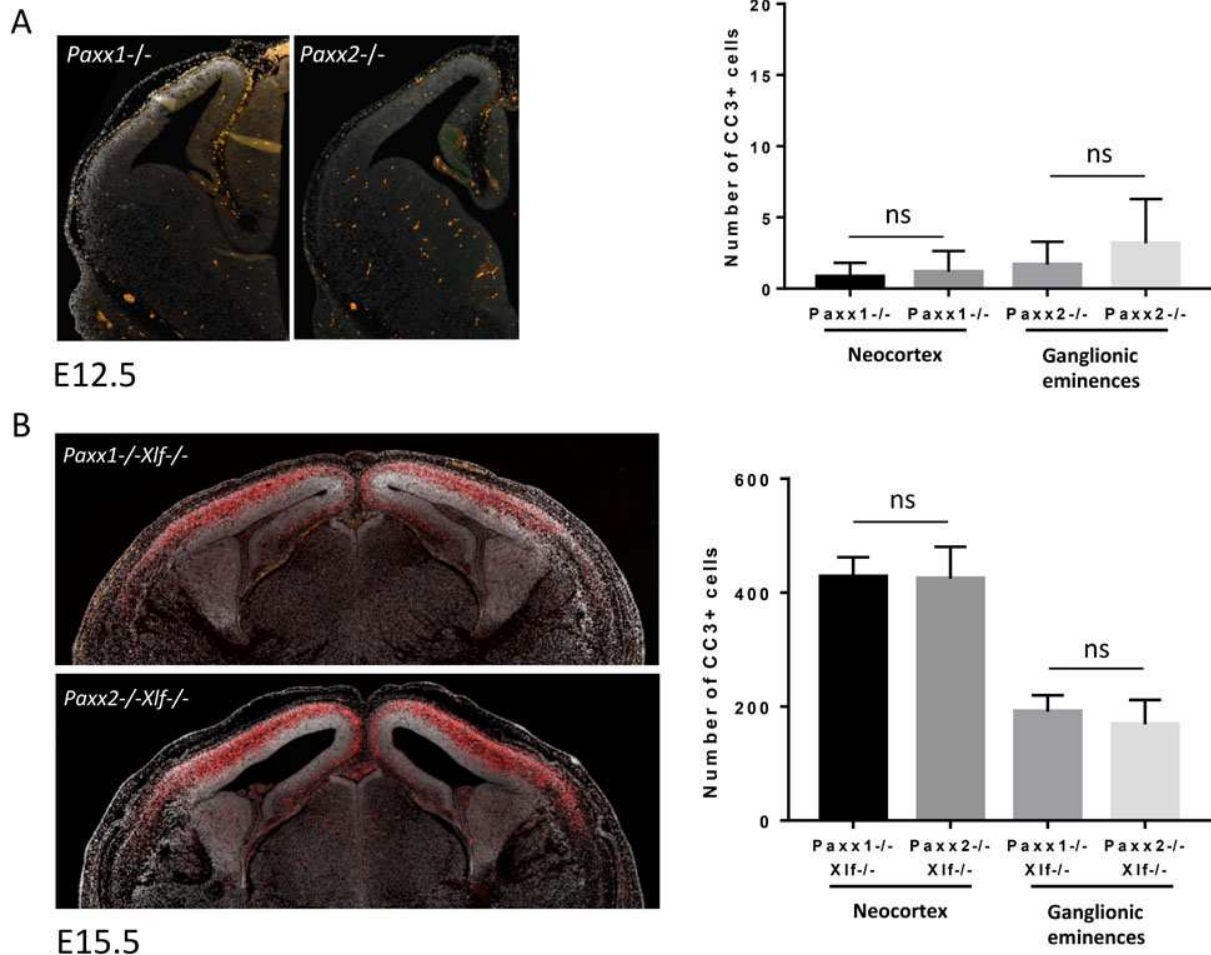 A
Paxx1-/-
Paxx2-/-
E12.5
Number of CC3+ cells
20
15
10
5
0
ns
ns
Paxx1-/- Paxx1-/- Paxx2-/- Paxx2-/-
Neocortex
Ganglionic
eminences
B
Paxx1-/-Xlf-/-
Paxx2-/-Xlf-/-
E15.5
Number of CC3+ cells
600
400
200
0
ns
ns
Paxx1-/- Paxx2-/- Paxx1-/- Paxx2-/-
Xlf-/- Xlf-/- Xlf-/- Xlf-/-
Neocortex
Ganglionic
eminences